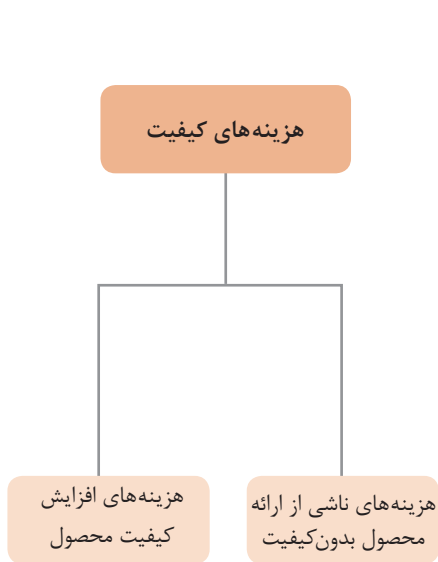 هزینه‌های کیفیت
هزینه‌های ناشی از ارائه
محصول بدون‌کیفیت
هزینه‌های افزایش
کیفیت محصول